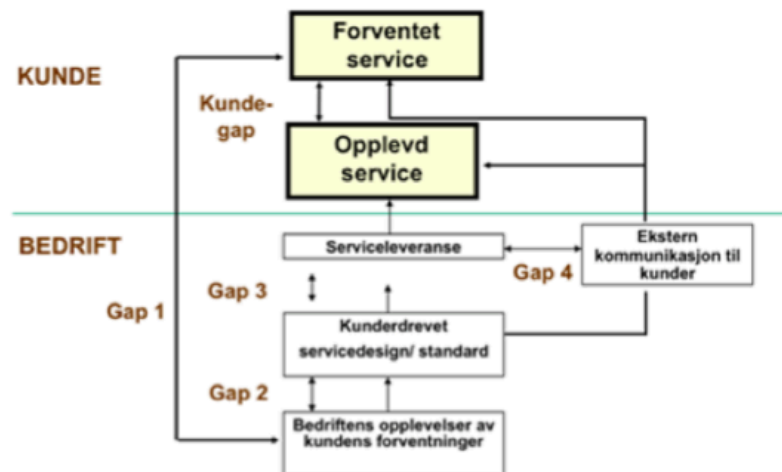 Forventet
service
KUNDE
Kunde-
gap
Opplevd
service
BEDRIFT
Serviceleveranse
Ekstern
kommunikasjon til
kunder
Gap 4
Gap 3
Gap 1
Kunderdrevet
servicedesign/ standard
Gap 2
Bedriftens opplevelser av
kundens forventninger